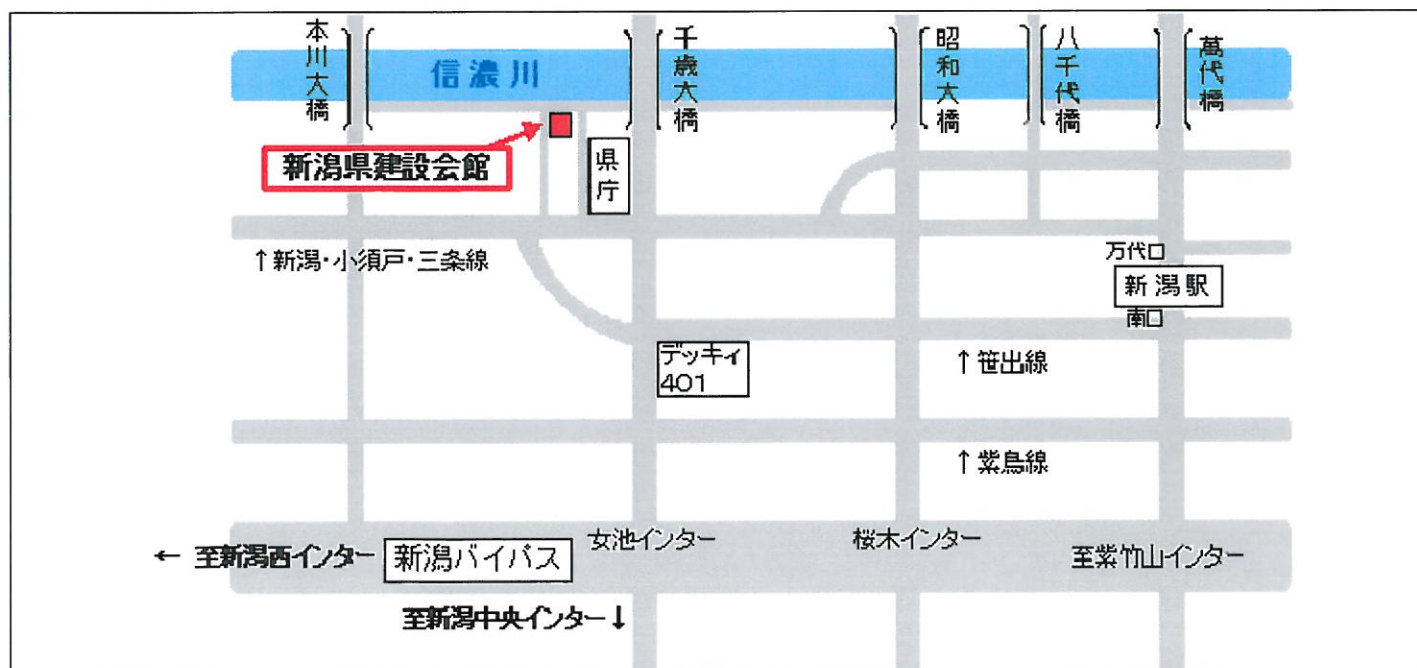 本川大橋
千歳大橋
昭和大橋
八千代橋
萬代橋
信濃川
新潟県建設会館
県庁
↑新潟・小須戸・三条線
万代口
新潟駅
南口
デッキィ
401
↑笹出線
↑紫鳥線
女池インター
桜木インター
← 至新潟西インター
新潟バイパス
至紫竹山インター
至新潟中央インター↓